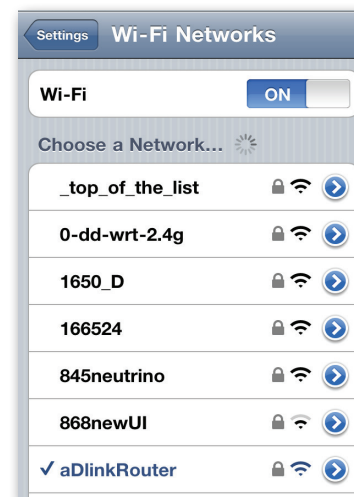 Settings Wi-Fi Networks
Wi-Fi ON
Choose a Network...
_top_of_the_list
0-dd-wrt-2.4g
1650_D
166524
845neutrino
868newUI
aDlinkRouter